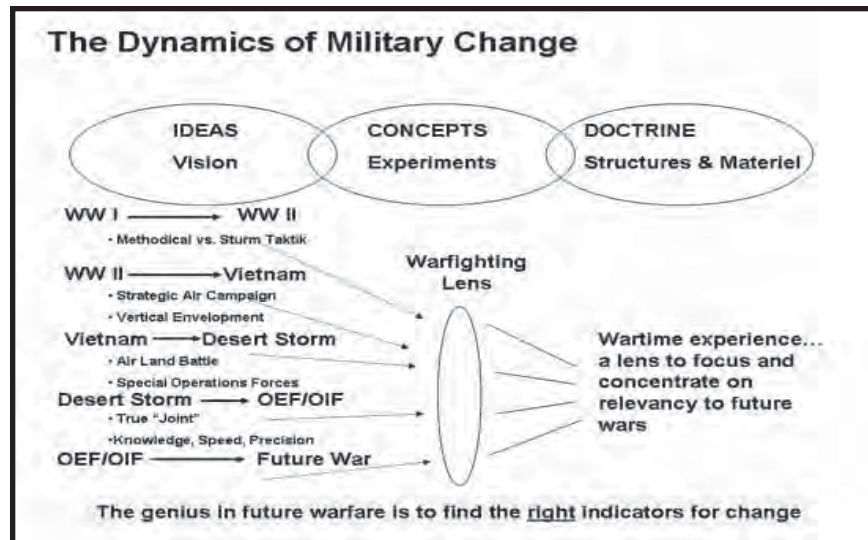 The Dynamics of Military Change
IDEAS
Vision
CONCEPTS
Experiments
DOCTRINE
Structures & Materiel
WW I WW II
• Methodical vs. Sturm Taktik
WW II Vietnam
• Strategic Air Campaign
• Vertical Envelopment
Vietnam Desert Storm
• Air Land Battle
• Special Operations Forces
Desert Storm OEF/OIF
• True "Joint"
•Knowledge, Speed, Precision
OEF/OIF Future War
Warfighting
Lens
Wartime experience…
a lens to focus and
concentrate on
relevancy to future
wars
The genius in future warfare is to find the right indicators for change